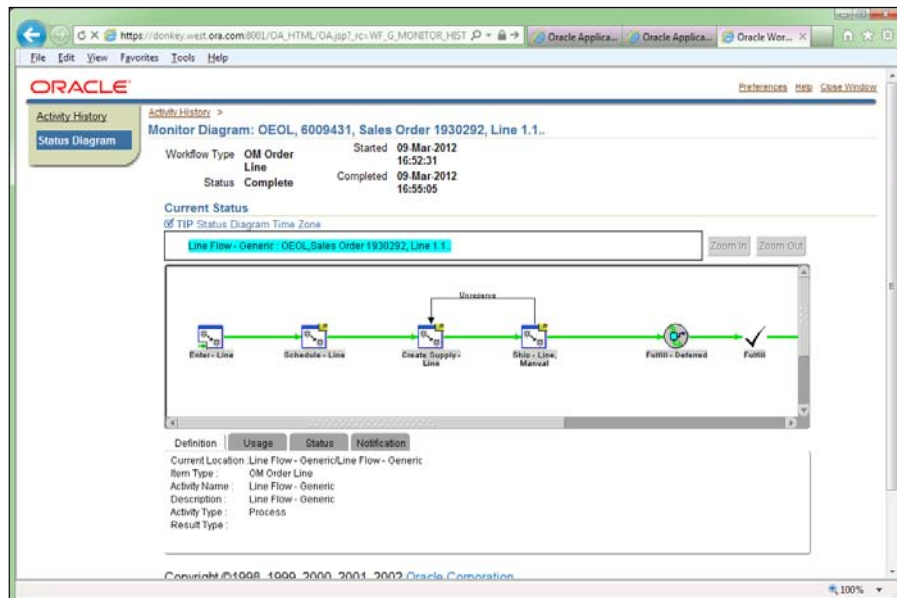 https://donkey.west.ora.com:8001/OA_HTML/OA.jsp?_rc=WF_G_MONITOR_HIST
Oracle Applica...
Oracle Applica...
Oracle Wor...
File Edit View Favorites Tools Help
ORACLE
Preferences Help Close Window
Activity History
Status Diagram
Activity History >
Monitor Diagram: OEOL, 6009431, Sales Order 1930292, Line 1.1..
Workflow Type OM Order Line
Started 09-Mar-2012 16:52:31
Status Complete
Completed 09-Mar-2012 16:55:05
Current Status
TIP Status Diagram Time Zone
Line Flow - Generic : OEOL,Sales Order 1930292, Line 1.1..
Zoom In Zoom Out
Unreserve
Enter - Line
Schedule - Line
Create Supply - Line
Ship - Line, Manual
Fulfill - Deferred
Fulfill
Definition Usage Status Notification
Current Location :Line Flow - Generic/Line Flow - Generic
Item Type : OM Order Line
Activity Name : Line Flow - Generic
Description : Line Flow - Generic
Activity Type : Process
Result Type :
Copyright ©1998, 1999, 2000, 2001, 2002 Oracle Corporation
100%